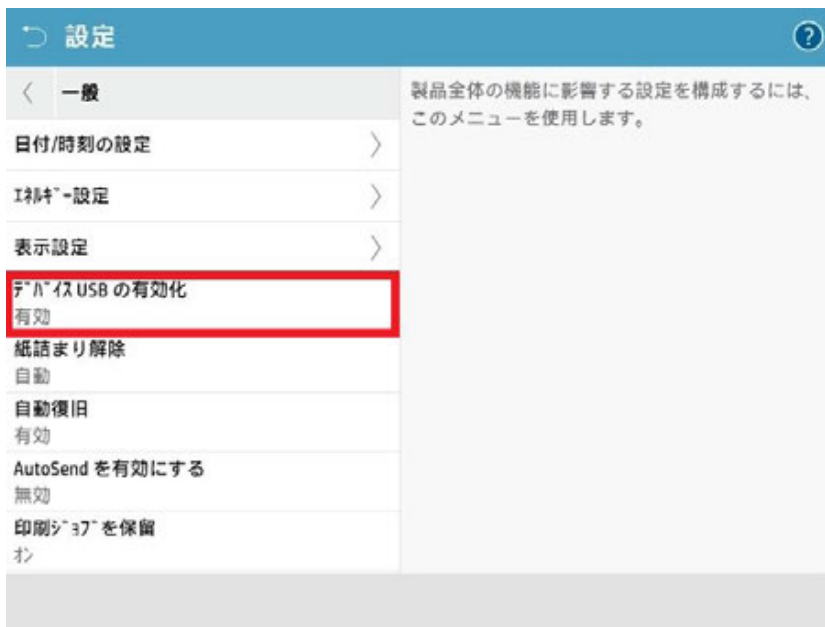 設定
?
一般
日付/時刻の設定
ｴﾈﾙｷﾞｰ設定
表示設定
ﾃﾞﾊﾞｲｽ USB の有効化
有効
紙詰まり解除
自動
自動復旧
有効
AutoSend を有効にする
無効
印刷ｼﾞｮﾌﾞを保留
ｵﾝ
製品全体の機能に影響する設定を構成するには、
このメニューを使用します。